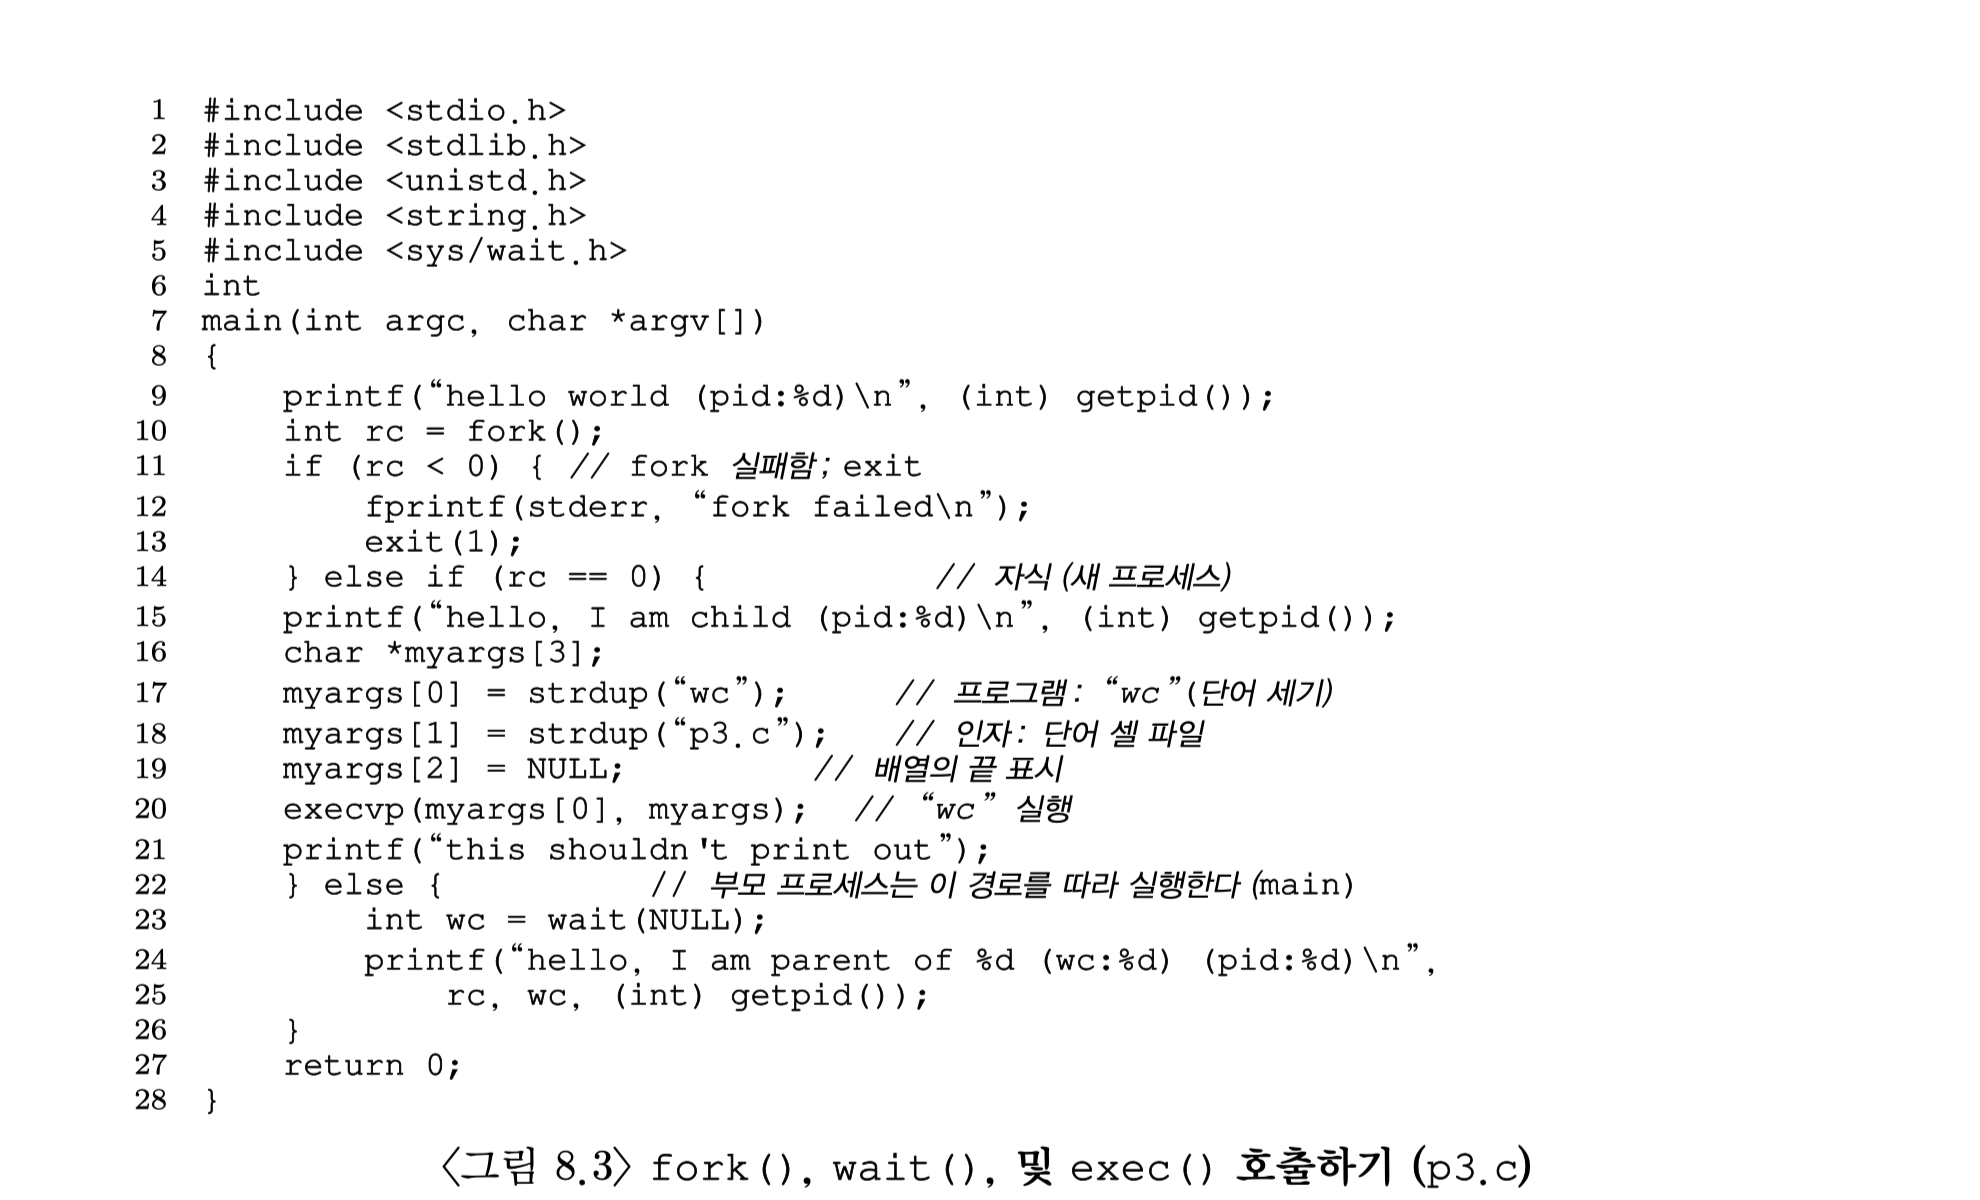 1 #include <stdio.h>
2 #include <stdlib.h>
3 #include <unistd.h>
4 #include <string.h>
5 #include <sys/wait.h>
6 int
7 main(int argc, char *argv[])
8 {
9 printf(“hello world (pid:%d)\n”, (int) getpid());
10 int rc = fork();
11 if (rc < 0) { // fork 실패함; exit
12 fprintf(stderr, “fork failed\n”);
13 exit(1);
14 } else if (rc == 0) { // 자식 (새 프로세스)
15 printf(“hello, I am child (pid:%d)\n”, (int) getpid());
16 char *myargs[3];
17 myargs[0] = strdup(“wc”); // 프로그램: “wc”(단어 세기)
18 myargs[1] = strdup(“p3.c”); // 인자: 단어 셀 파일
19 myargs[2] = NULL; // 배열의 끝 표시
20 execvp(myargs[0], myargs); // “wc” 실행
21 printf(“this shouldn't print out”);
22 } else { // 부모 프로세스는 이 경로를 따라 실행한다 (main)
23 int wc = wait(NULL);
24 printf(“hello, I am parent of %d (wc:%d) (pid:%d)\n”,
25 rc, wc, (int) getpid());
26 }
27 return 0;
28 }
〈그림 8.3〉 fork(), wait(), 및 exec() 호출하기 (p3.c)